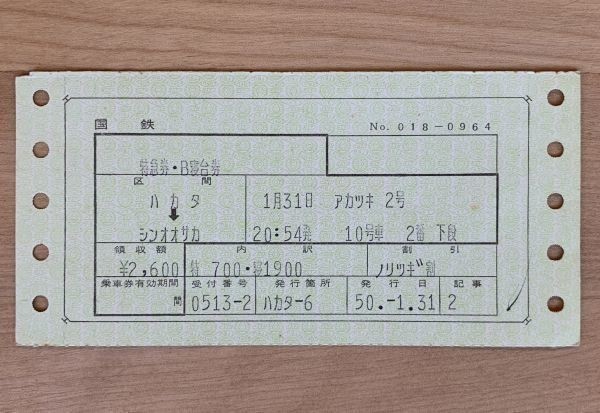 国鉄 No. 018-0964
特急券・B寝台券
区間
ハカタ 1月31日 アカツキ 2号
シンオオサカ 20:54発 10号車 2番 下段
領収額 内訳 割引
¥2,600 特 700・寝1900 ノリツギ割
乗車券有効期間 受付番号 発行箇所 発行日 記事
間 0513-2 ハカタ-6 50.-1.31 2